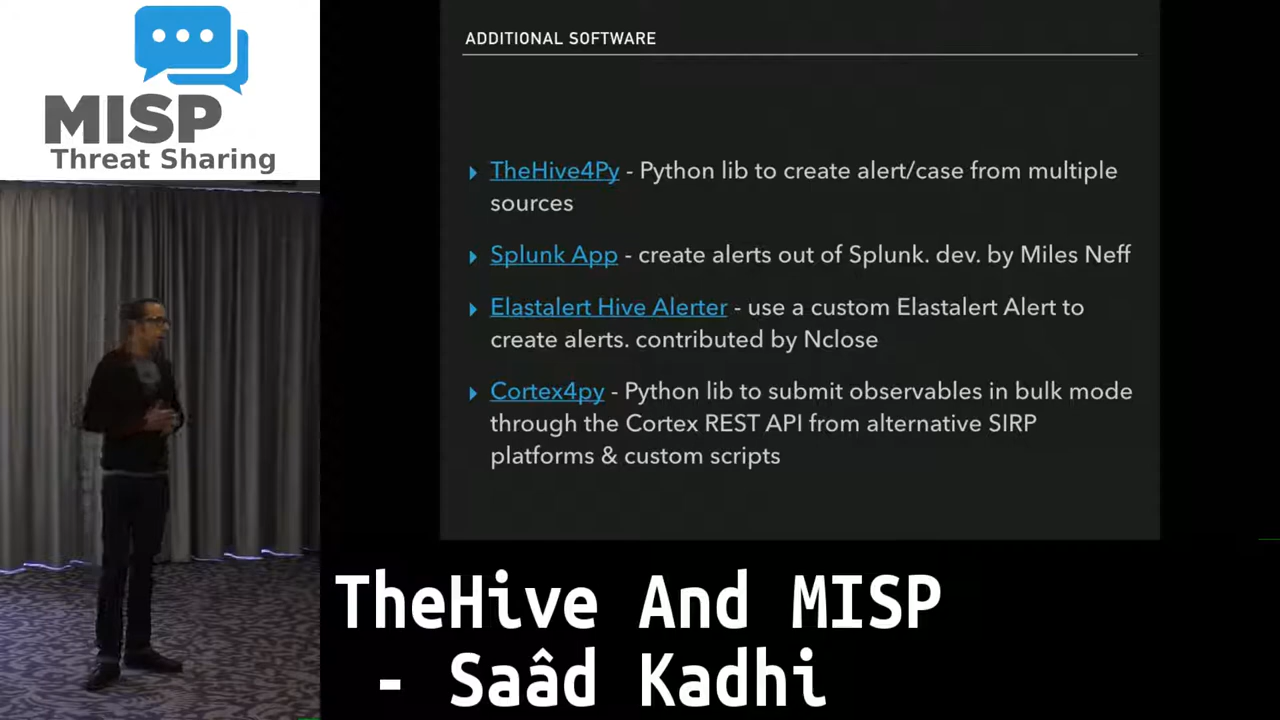 MISP
Threat Sharing
ADDITIONAL SOFTWARE
TheHive4Py - Python lib to create alert/case from multiple
sources
Splunk App - create alerts out of Splunk. dev. by Miles Neff
Elastalert Hive Alerter - use a custom Elastalert Alert to
create alerts. contributed by Nclose
Cortex4py - Python lib to submit observables in bulk mode
through the Cortex REST API from alternative SIRP
platforms & custom scripts
TheHive And MISP
- Saâd Kadhi